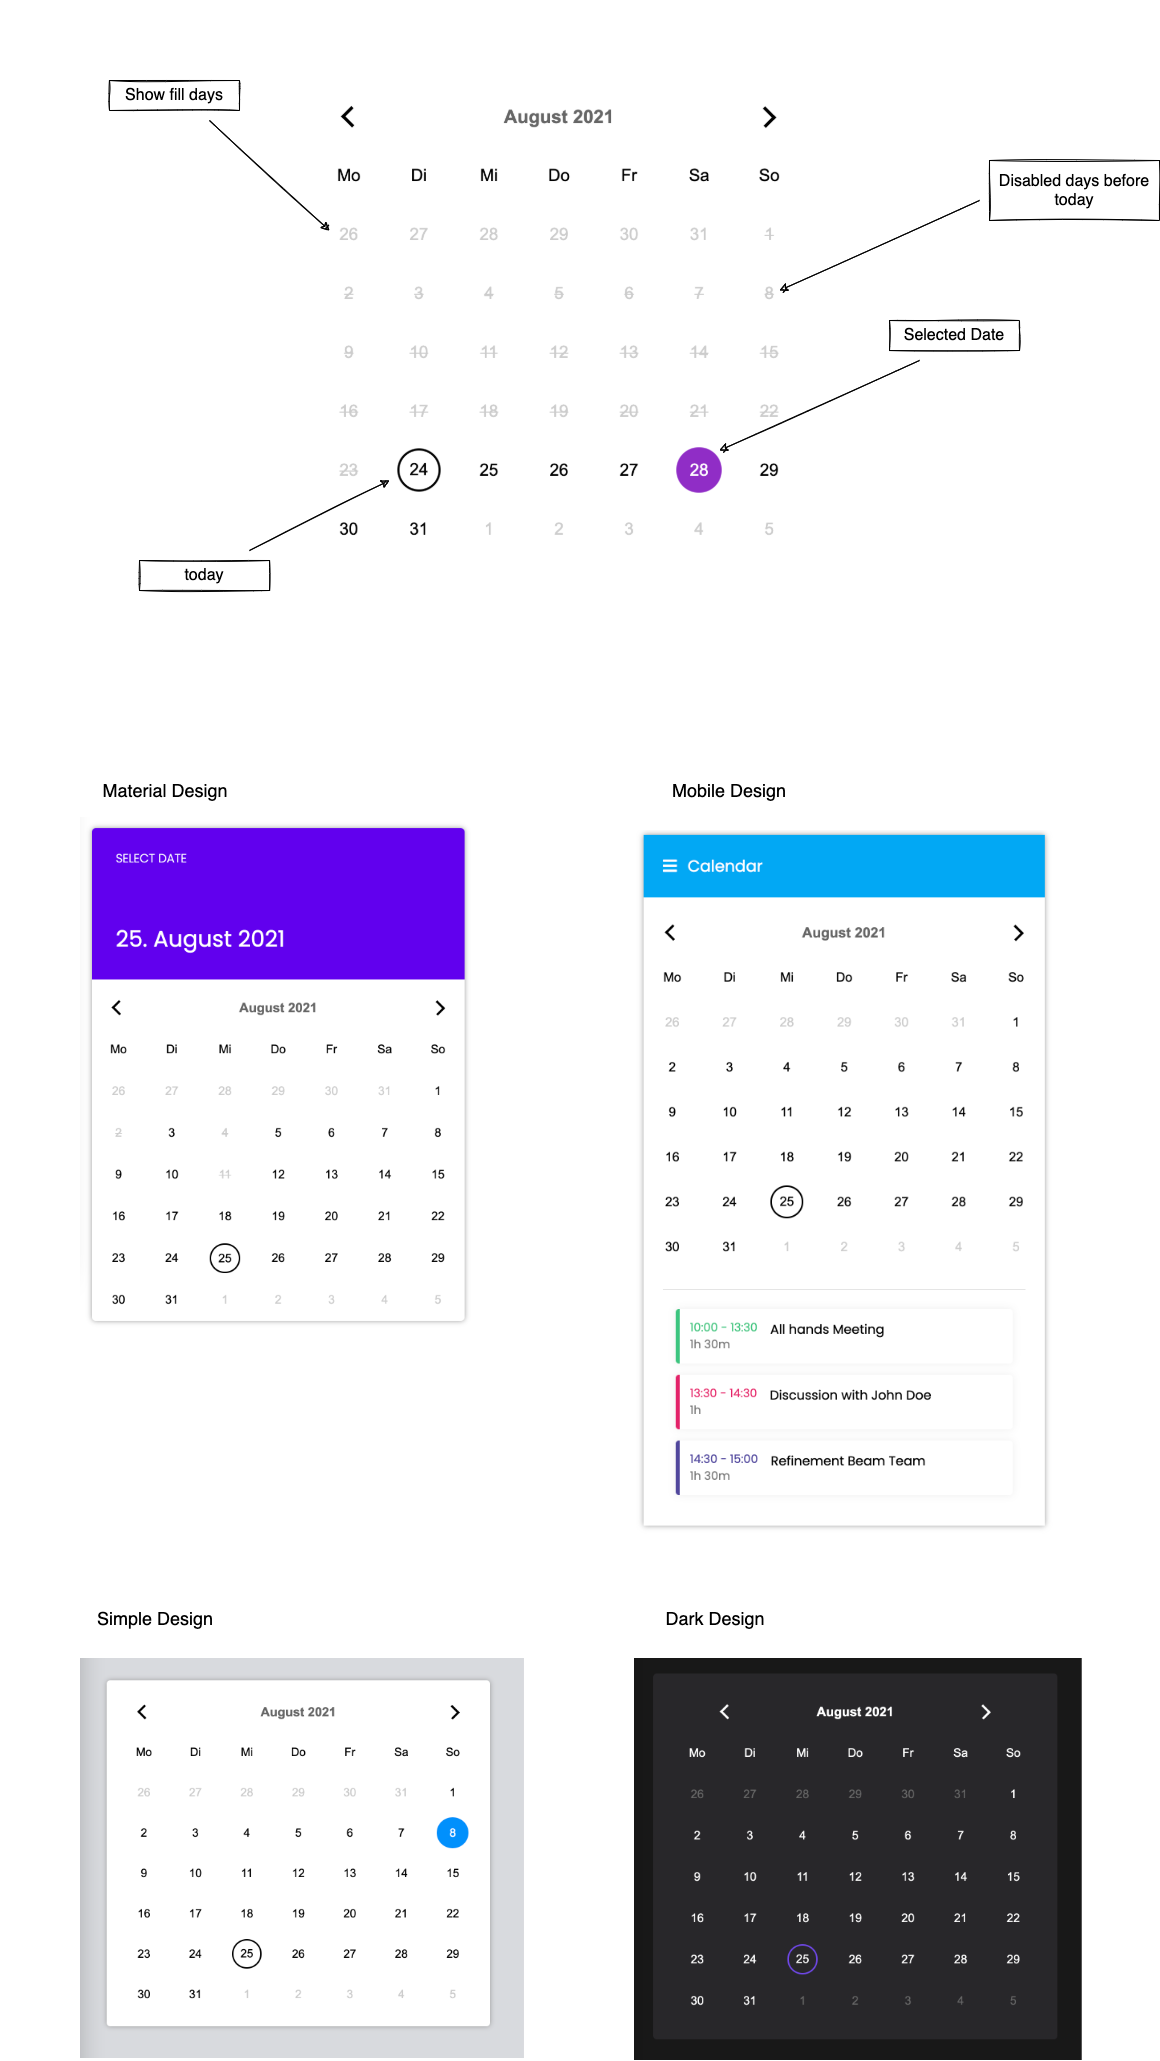 Show fill days
August 2021
Disabled days before
today
Mo Di Mi Do Fr Sa So
26 27 28 29 30 31 1
2 3 4 5 6 7 8
Selected Date
9 10 11 12 13 14 15
16 17 18 19 20 21 22
23 24 25 26 27 28 29
30 31 1 2 3 4 5
today
Material Design
SELECT DATE
25. August 2021
August 2021
Mo Di Mi Do Fr Sa So
26 27 28 29 30 31 1
2 3 4 5 6 7 8
9 10 11 12 13 14 15
16 17 18 19 20 21 22
23 24 25 26 27 28 29
30 31 1 2 3 4 5
Mobile Design
Calendar
August 2021
Mo Di Mi Do Fr Sa So
26 27 28 29 30 31 1
2 3 4 5 6 7 8
9 10 11 12 13 14 15
16 17 18 19 20 21 22
23 24 25 26 27 28 29
30 31 1 2 3 4 5
10:00 - 13:30 All hands Meeting
1h 30m
13:30 - 14:30 Discussion with John Doe
1h
14:30 - 15:00 Refinement Beam Team
1h 30m
Simple Design
August 2021
Mo Di Mi Do Fr Sa So
26 27 28 29 30 31 1
2 3 4 5 6 7 8
9 10 11 12 13 14 15
16 17 18 19 20 21 22
23 24 25 26 27 28 29
30 31 1 2 3 4 5
Dark Design
August 2021
Mo Di Mi Do Fr Sa So
26 27 28 29 30 31 1
2 3 4 5 6 7 8
9 10 11 12 13 14 15
16 17 18 19 20 21 22
23 24 25 26 27 28 29
30 31 1 2 3 4 5